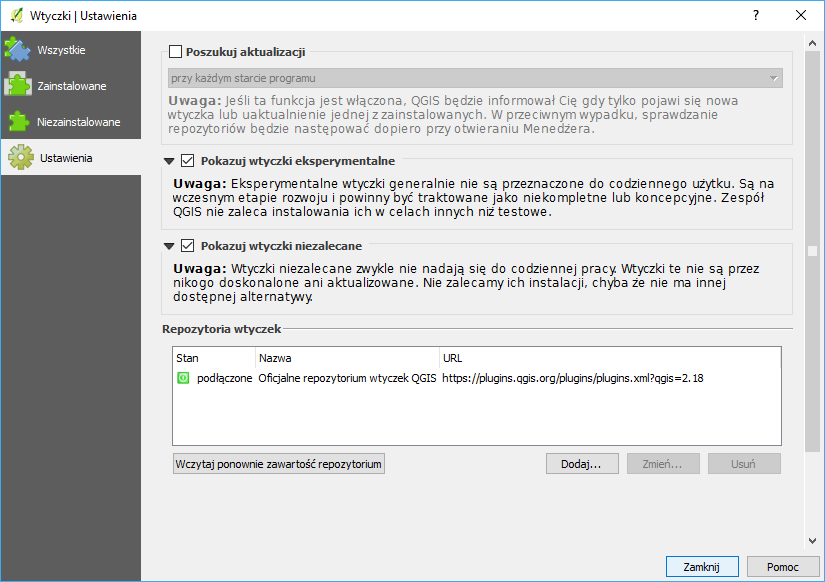 Wtyczki | Ustawienia
?
Wszystkie
Zainstalowane
Niezainstalowane
Ustawienia
Poszukuj aktualizacji
przy każdym starcie programu
Uwaga: Jeśli ta funkcja jest włączona, QGIS będzie informował Cię gdy tylko pojawi się nowa
wtyczka lub uaktualnienie jednej z zainstalowanych. W przeciwnym wypadku, sprawdzanie
repozytoriów będzie następować dopiero przy otwieraniu Menedżera.
Pokazuj wtyczki eksperymentalne
Uwaga: Eksperymentalne wtyczki generalnie nie są przeznaczone do codziennego użytku. Są na
wczesnym etapie rozwoju i powinny być traktowane jako niekompletne lub koncepcyjne. Zespół
QGIS nie zaleca instalowania ich w celach innych niż testowe.
Pokazuj wtyczki niezalecane
Uwaga: Wtyczki niezalecane zwykle nie nadają się do codziennej pracy. Wtyczki te nie są przez
nikogo doskonalone ani aktualizowane. Nie zalecamy ich instalacji, chyba że nie ma innej
dostępnej alternatywy.
Repozytoria wtyczek
Stan Nazwa URL
podłączone Oficjalne repozytorium wtyczek QGIS https://plugins.qgis.org/plugins/plugins.xml?qgis=2.18
Wczytaj ponownie zawartość repozytorium Dodaj... Zmień... Usuń
Zamknij Pomoc